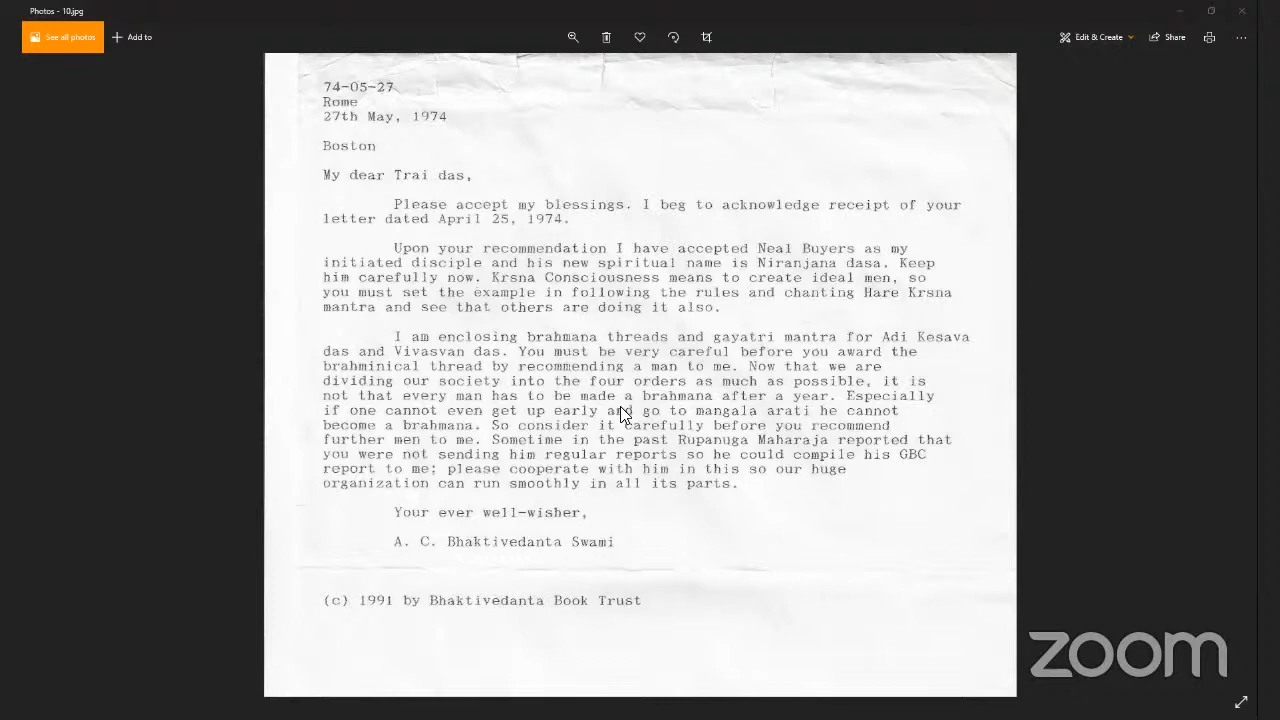 Photos - 10.jpg
See all photos
Add to
Edit & Create
Share
74-05-27
Rome
27th May, 1974
Boston
My dear Trai das,
Please accept my blessings. I beg to acknowledge receipt of your
letter dated April 25, 1974.
Upon your recommendation I have accepted Neal Buyers as my
initiated disciple and his new spiritual name is Niranjana dasa. Keep
him carefully now. Krsna Consciousness means to create ideal men, so
you must set the example in following the rules and chanting Hare Krsna
mantra and see that others are doing it also.
I am enclosing brahmana threads and gayatri mantra for Adi Kesava
das and Vivasvan das. You must be very careful before you award the
brahminical thread by recommending a man to me. Now that we are
dividing our society into the four orders as much as possible, it is
not that every man has to be made a brahmana after a year. Especially
if one cannot even get up early and go to mangala arati he cannot
become a brahmana. So consider it carefully before you recommend
further men to me. Sometime in the past Rupanuga Maharaja reported that
you were not sending him regular reports so he could compile his GBC
report to me; please cooperate with him in this so our huge
organization can run smoothly in all its parts.
Your ever well-wisher,
A. C. Bhaktivedanta Swami
(c) 1991 by Bhaktivedanta Book Trust
zoom